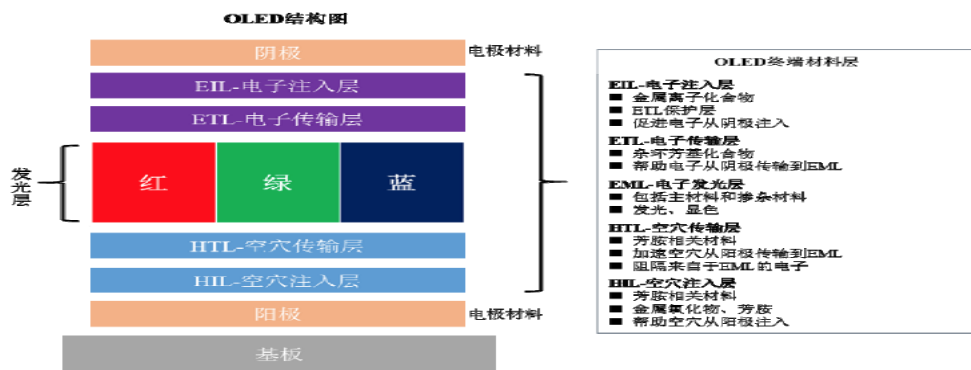 OLED结构图
阴极
电极材料
EIL-电子注入层
ETL-电子传输层
发光层
红
绿
蓝
HTL-空穴传输层
HIL-空穴注入层
阳极
电极材料
基板
OLED终端材料层
EIL-电子注入层
■ 金属离子化合物
■ ETL保护层
■ 促进电子从阴极注入
ETL-电子传输层
■ 杂环芳基化合物
■ 帮助电子从阴极传输到EML
EML-电子发光层
■ 包括主材料和掺杂材料
■ 发光、显色
HTL-空穴传输层
■ 芳胺相关材料
■ 加速空穴从阳极传输到EML
■ 阻隔来自于EML的电子
HIL-空穴注入层
■ 芳胺相关材料
■ 金属氧化物、芳胺
■ 帮助空穴从阳极注入